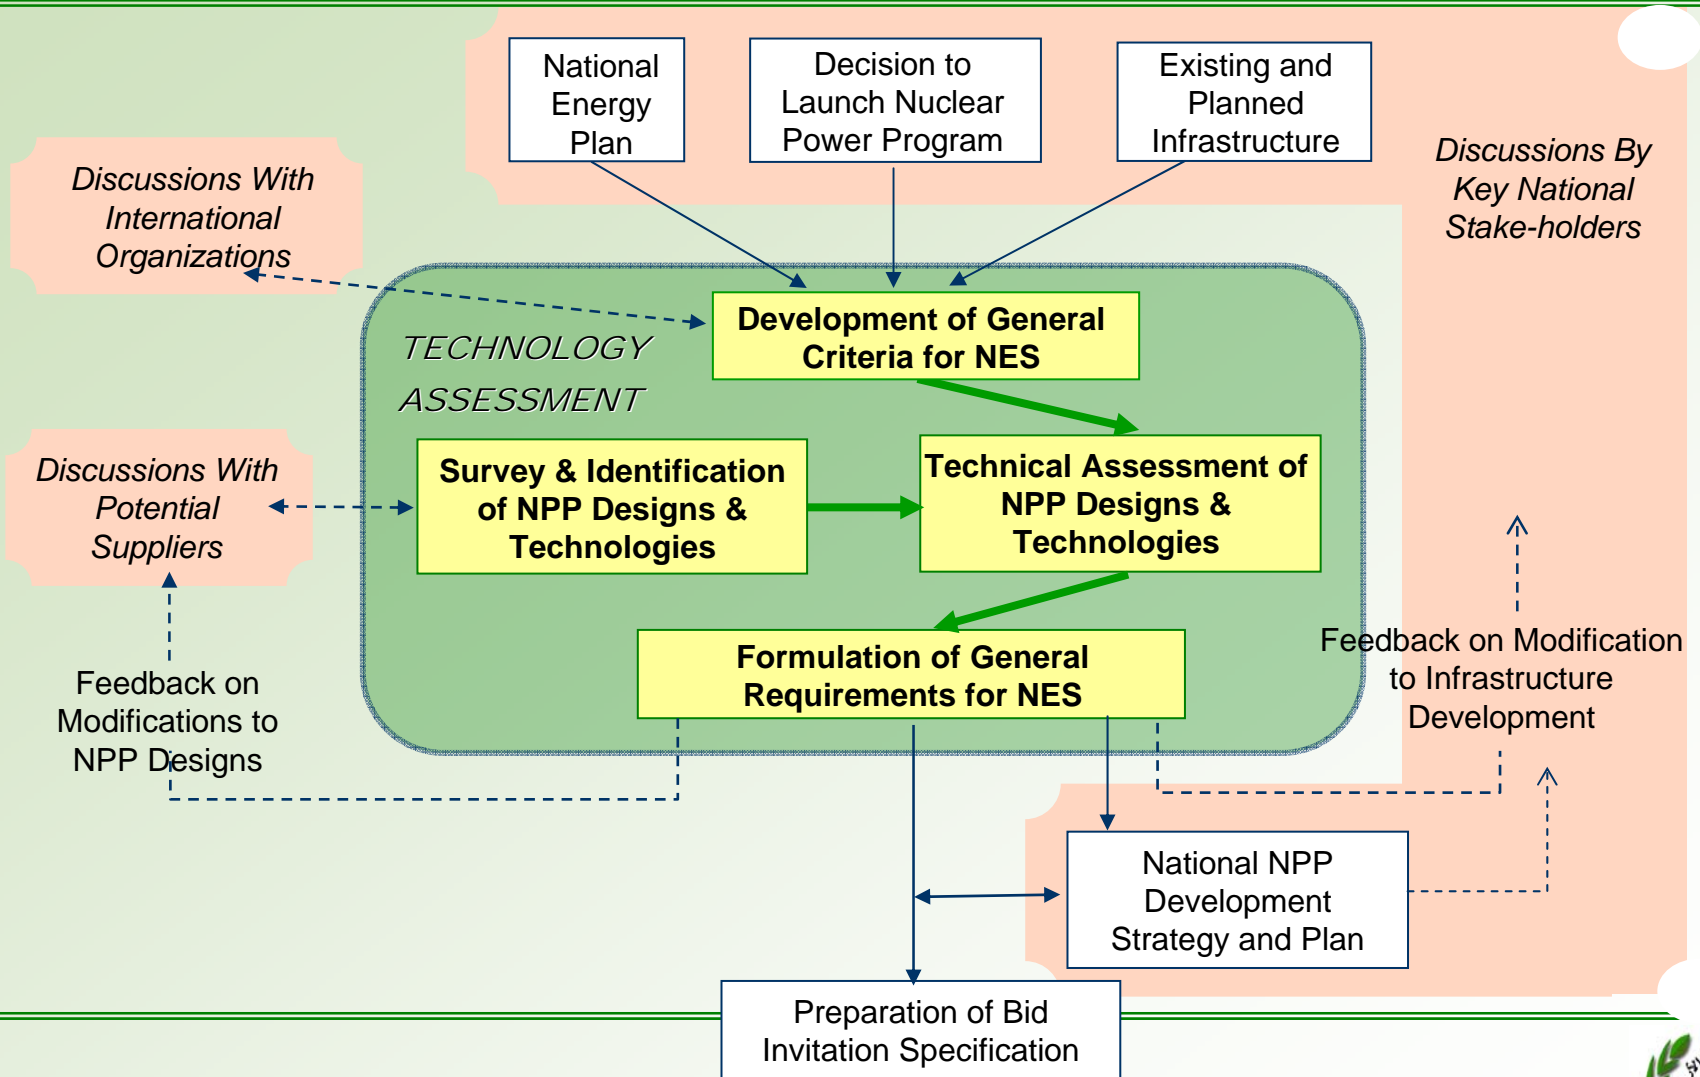 National
Energy
Plan
Decision to
Launch Nuclear
Power Program
Existing and
Planned
Infrastructure
Discussions By
Key National
Stake-holders
Discussions With
International
Organizations
TECHNOLOGY
ASSESSMENT
Development of General
Criteria for NES
Discussions With
Potential
Suppliers
Survey & Identification
of NPP Designs &
Technologies
Technical Assessment of
NPP Designs &
Technologies
Feedback on
Modifications to
NPP Designs
Formulation of General
Requirements for NES
Feedback on Modification
to Infrastructure
Development
National NPP
Development
Strategy and Plan
Preparation of Bid
Invitation Specification